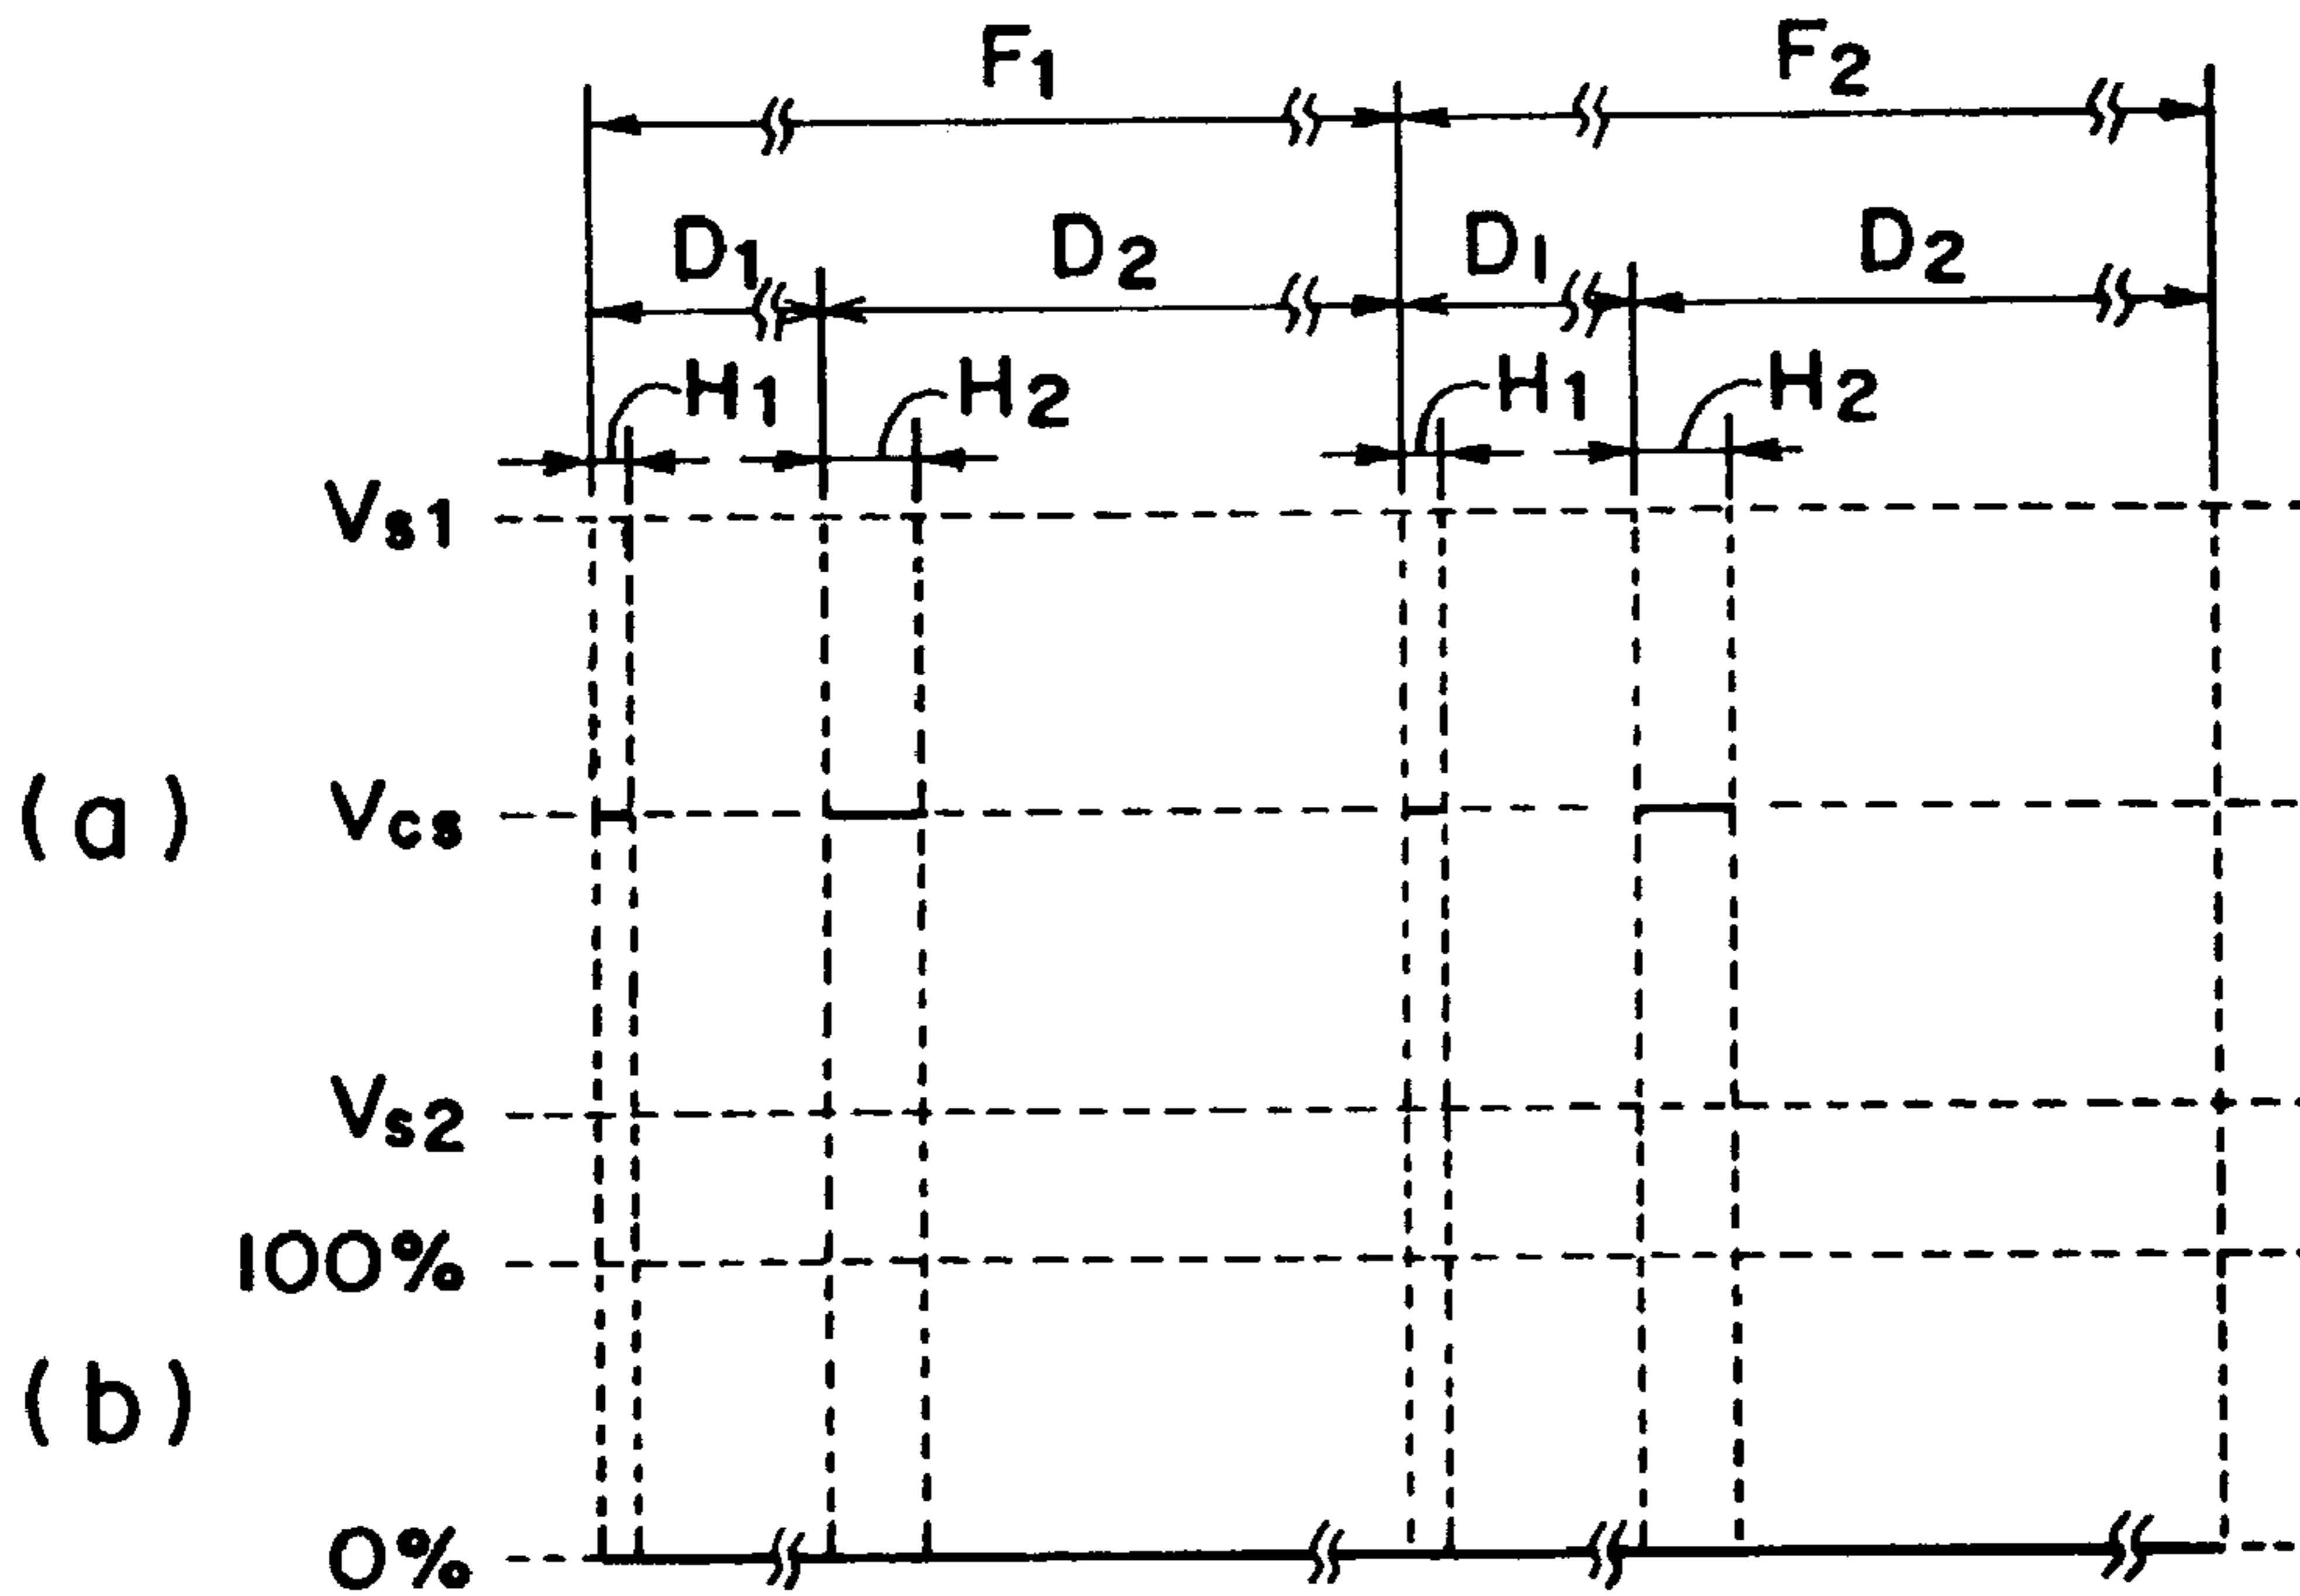 F1 F2
D1 D2 D1 D2
H1 H2 H1 H2
Vs1
(a) Vcs
Vs2
100%
(b)
0%